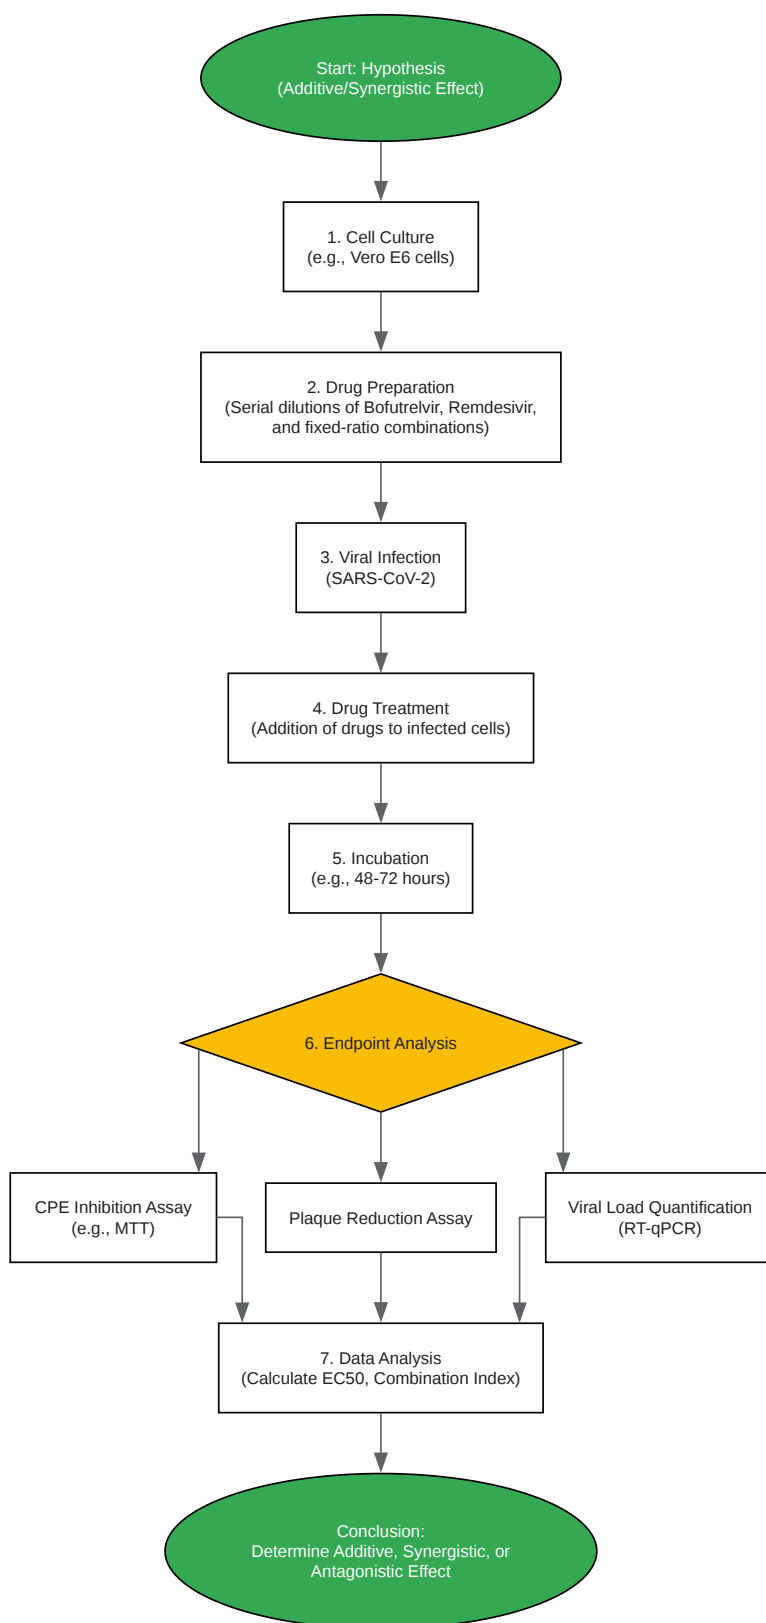 Start: Hypothesis
(Additive/Synergistic Effect)
1. Cell Culture
(e.g., Vero E6 cells)
2. Drug Preparation
(Serial dilutions of Bofutrelvir, Remdesivir,
and fixed-ratio combinations)
3. Viral Infection
(SARS-CoV-2)
4. Drug Treatment
(Addition of drugs to infected cells)
5. Incubation
(e.g., 48-72 hours)
6. Endpoint Analysis
CPE Inhibition Assay
(e.g., MTT)
Plaque Reduction Assay
Viral Load Quantification
(RT-qPCR)
7. Data Analysis
(Calculate EC50, Combination Index)
Conclusion:
Determine Additive, Synergistic, or
Antagonistic Effect